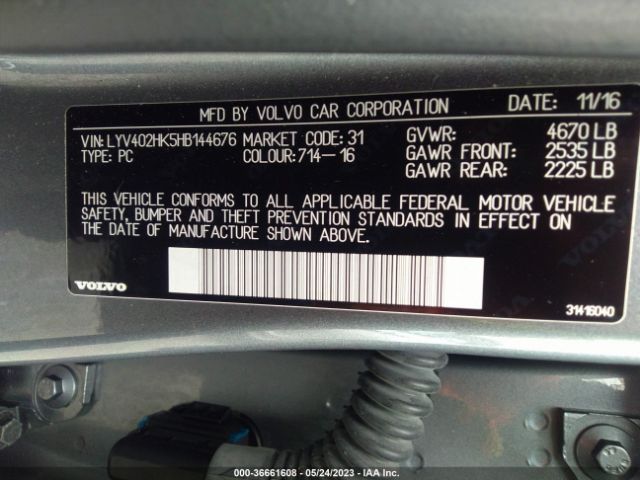 MFD BY VOLVO CAR CORPORATION DATE: 11/16
VIN: LYV402HK5HB144676 MARKET CODE: 31 GVWR: 4670 LB
TYPE: PC COLOUR: 714-16 GAWR FRONT: 2535 LB
GAWR REAR: 2225 LB
THIS VEHICLE CONFORMS TO ALL APPLICABLE FEDERAL MOTOR VEHICLE
SAFETY, BUMPER AND THEFT PREVENTION STANDARDS IN EFFECT ON
THE DATE OF MANUFACTURE SHOWN ABOVE.
VOLVO
31416040
000-36661608 - 05/24/2023 - IAA Inc.